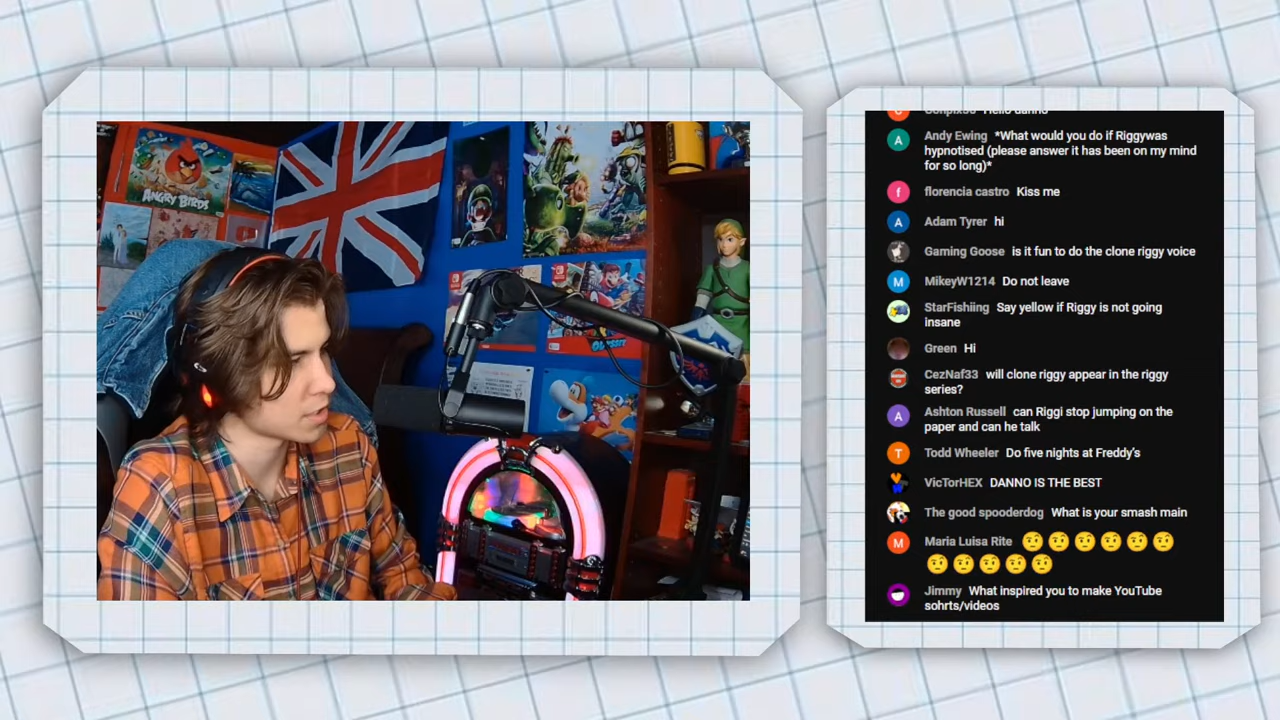 ANGRY BIRDS
ODYSSEY
Hello danno
Andy Ewing *What would you do if Riggywas
hypnotised (please answer it has been on my mind
for so long)*
florencia castro Kiss me
Adam Tyrer hi
Gaming Goose is it fun to do the clone riggy voice
MikeyW1214 Do not leave
StarFishiing Say yellow if Riggy is not going
insane
Green Hi
CezNaf33 will clone riggy appear in the riggy
series?
Ashton Russell can Riggi stop jumping on the
paper and can he talk
Todd Wheeler Do five nights at Freddy's
VicTorHEX DANNO IS THE BEST
The good spooderdog What is your smash main
Maria Luisa Rite 🤨🤨🤨🤨🤨🤨
🤨🤨🤨🤨🤨
Jimmy What inspired you to make YouTube
sohrts/videos